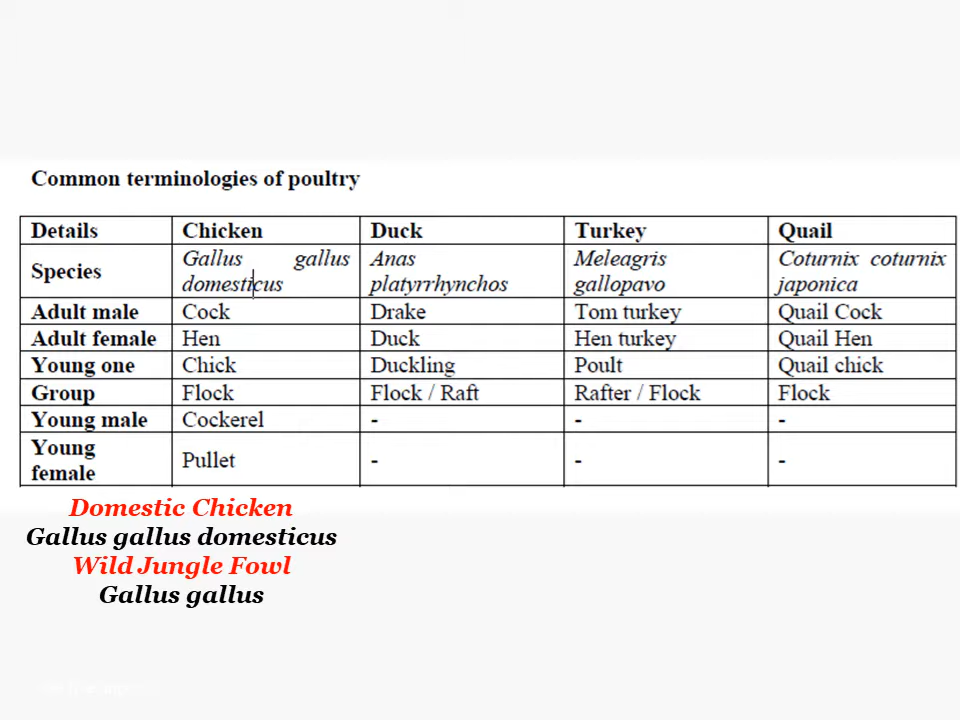 Common terminologies of poultry
Details Chicken Duck Turkey Quail
Species Gallus gallus domesticus Anas platyrrhynchos Meleagris gallopavo Coturnix coturnix japonica
Adult male Cock Drake Tom turkey Quail Cock
Adult female Hen Duck Hen turkey Quail Hen
Young one Chick Duckling Poult Quail chick
Group Flock Flock / Raft Rafter / Flock Flock
Young male Cockerel - - -
Young female Pullet - - -
Domestic Chicken
Gallus gallus domesticus
Wild Jungle Fowl
Gallus gallus